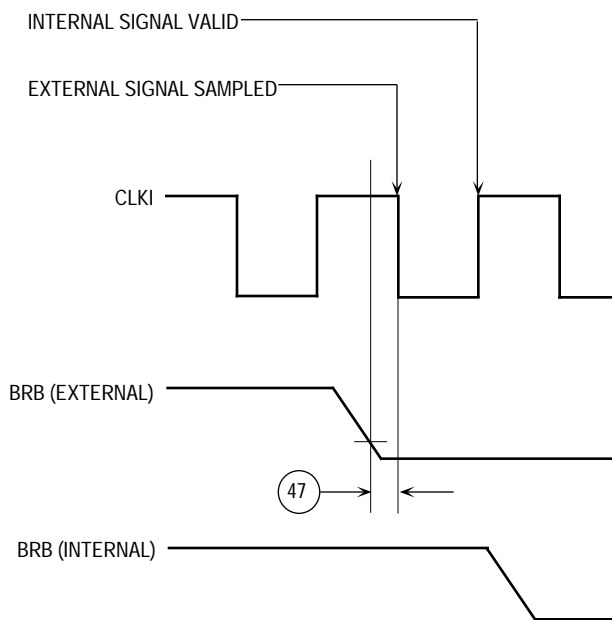 INTERNAL SIGNAL VALID
EXTERNAL SIGNAL SAMPLED
CLKI
BRB (EXTERNAL)
47
BRB (INTERNAL)